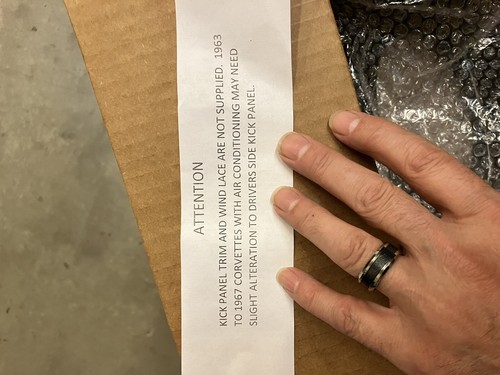 ATTENTION
KICK PANEL TRIM AND WIND LACE ARE NOT SUPPLIED. 1963
TO 1967 CORVETTES WITH AIR CONDITIONING MAY NEED
SLIGHT ALTERATION TO DRIVERS SIDE KICK PANEL.